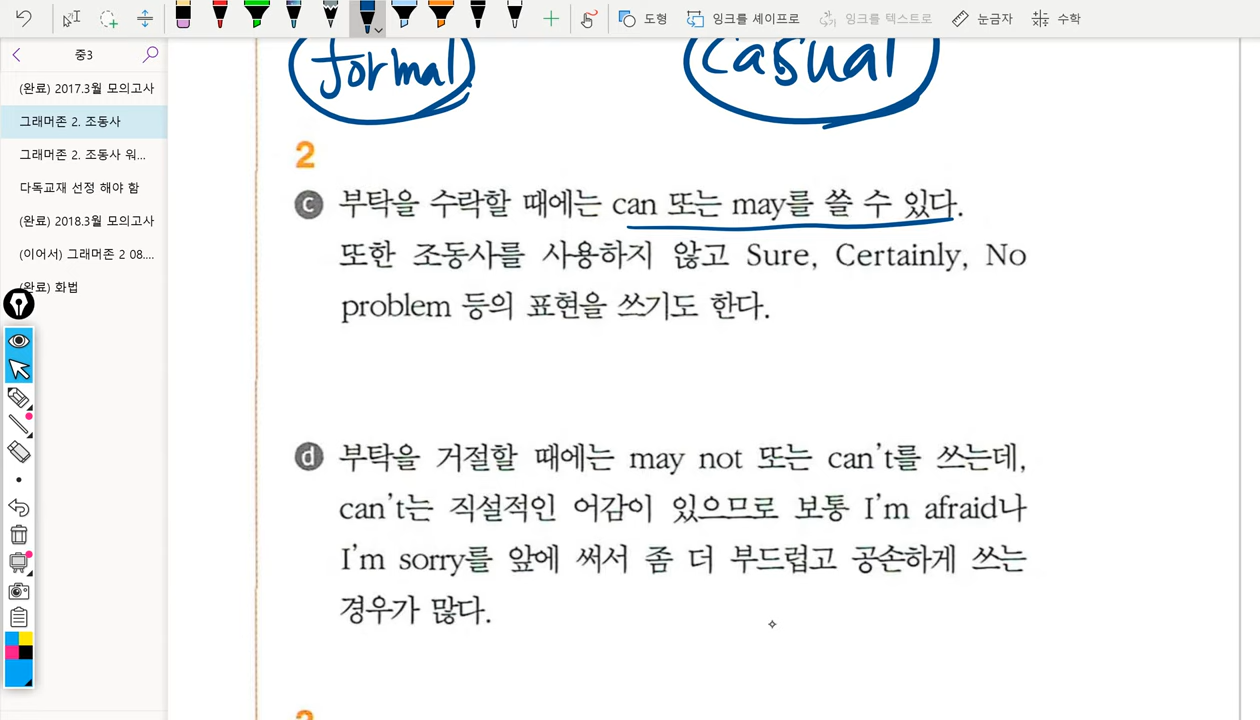 도형
잉크를 셰이프로
잉크를 텍스트로
눈금자
수학
중3
(완료) 2017.3월 모의고사
그래머존 2. 조동사
그래머존 2. 조동사 워...
다독교재 선정 해야 함
(완료) 2018.3월 모의고사
(이어서) 그래머존 2 08....
(완료) 화법
formal
casual
2
c 부탁을 수락할 때에는 can 또는 may를 쓸 수 있다.
또한 조동사를 사용하지 않고 Sure, Certainly, No
problem 등의 표현을 쓰기도 한다.
d 부탁을 거절할 때에는 may not 또는 can't를 쓰는데,
can't는 직설적인 어감이 있으므로 보통 I'm afraid나
I'm sorry를 앞에 써서 좀 더 부드럽고 공손하게 쓰는
경우가 많다.